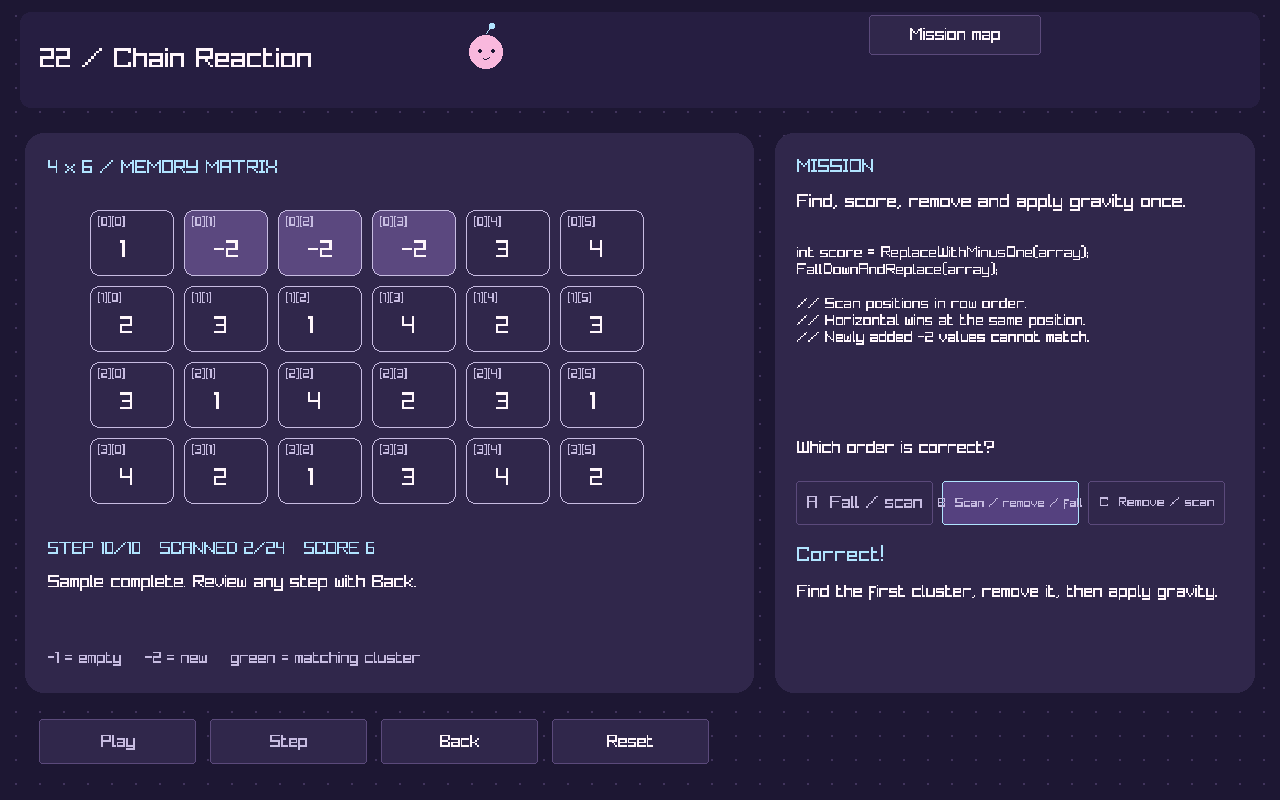 22 / Chain Reaction
Mission map
4 x 6 / MEMORY MATRIX
[0][0] [0][1] [0][2] [0][3] [0][4] [0][5]
1 -2 -2 -2 3 4
[1][0] [1][1] [1][2] [1][3] [1][4] [1][5]
2 3 1 4 2 3
[2][0] [2][1] [2][2] [2][3] [2][4] [2][5]
3 1 4 2 3 1
[3][0] [3][1] [3][2] [3][3] [3][4] [3][5]
4 2 1 3 4 2
STEP 10/10 SCANNED 2/24 SCORE 6
Sample complete. Review any step with Back.
-1 = empty -2 = new green = matching cluster
MISSION
Find, score, remove and apply gravity once.
int score = ReplaceWithMinusOne(array);
FallDownAndReplace(array);
// Scan positions in row order.
// Horizontal wins at the same position.
// Newly added -2 values cannot match.
Which order is correct?
A Fall / scan
B Scan / remove / fall
C Remove / scan
Correct!
Find the first cluster, remove it, then apply gravity.
Play
Step
Back
Reset